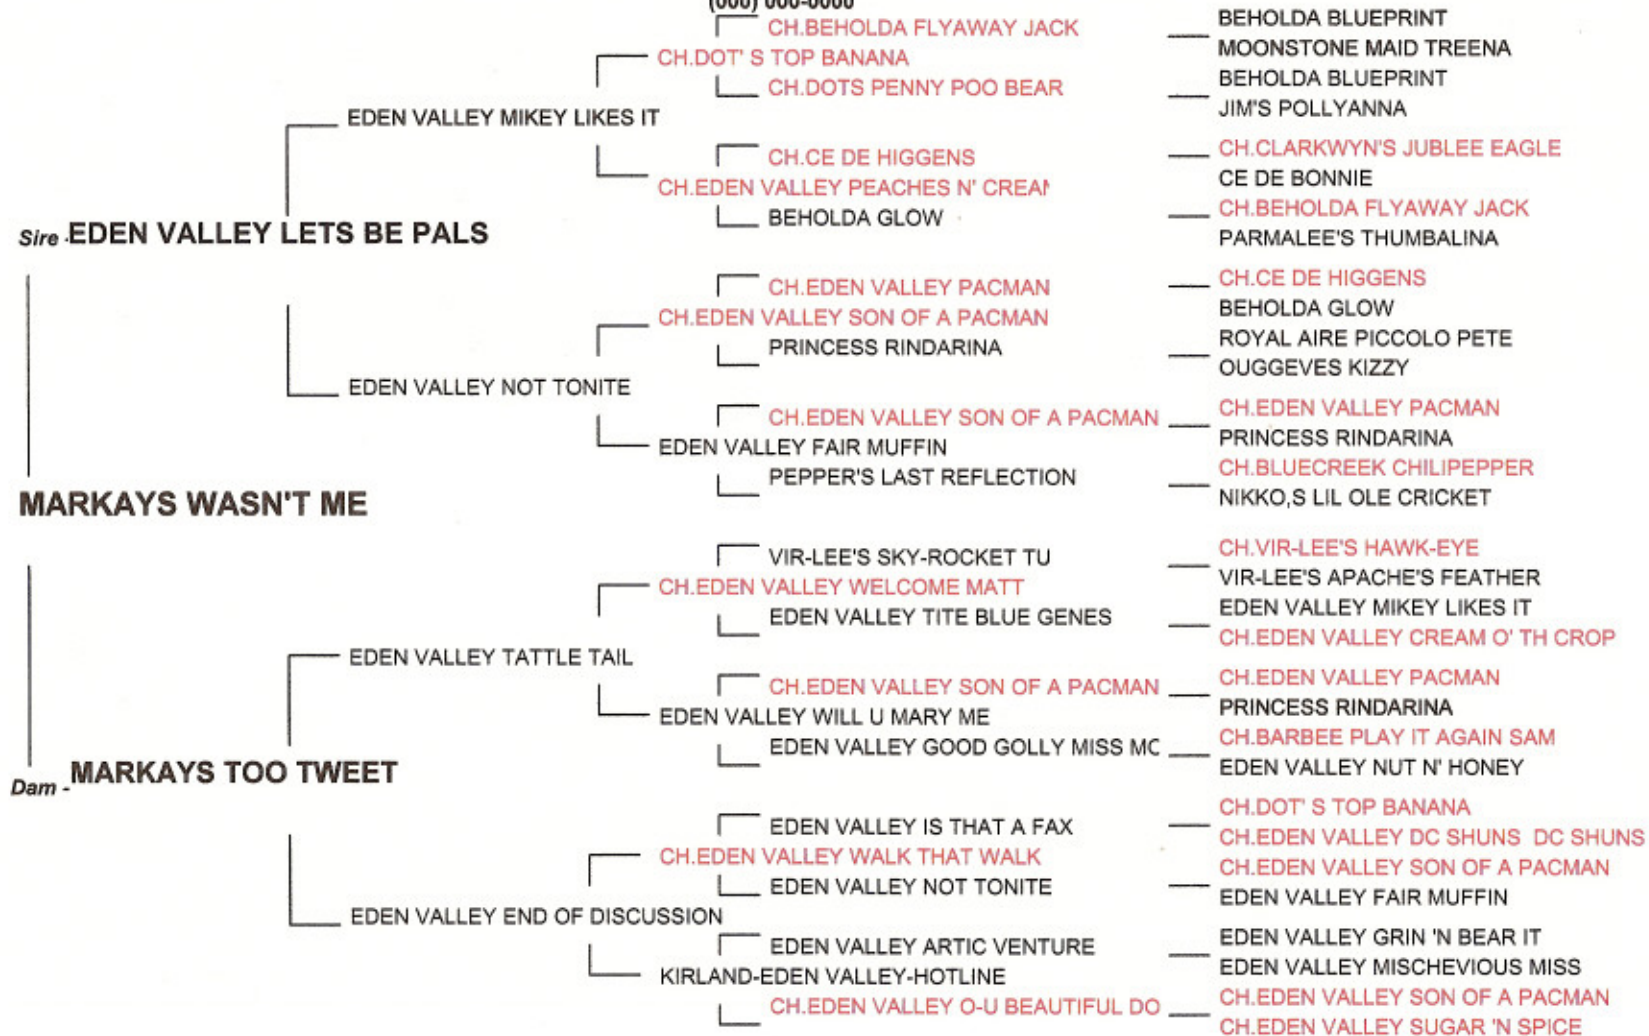 (000) 000-0000
CH.BEHOLDA FLYAWAY JACK
BEHOLDA BLUEPRINT
MOONSTONE MAID TREENA
CH.DOT' S TOP BANANA
CH.DOTS PENNY POO BEAR
BEHOLDA BLUEPRINT
JIM'S POLLYANNA
EDEN VALLEY MIKEY LIKES IT
CH.CE DE HIGGENS
CH.CLARKWYN'S JUBLEE EAGLE
CE DE BONNIE
CH.EDEN VALLEY PEACHES N' CREAM
BEHOLDA GLOW
CH.BEHOLDA FLYAWAY JACK
PARMALEE'S THUMBALINA
Sire - EDEN VALLEY LETS BE PALS
CH.EDEN VALLEY PACMAN
CH.CE DE HIGGENS
BEHOLDA GLOW
CH.EDEN VALLEY SON OF A PACMAN
PRINCESS RINDARINA
ROYAL AIRE PICCOLO PETE
OUGGEVES KIZZY
EDEN VALLEY NOT TONITE
CH.EDEN VALLEY SON OF A PACMAN
CH.EDEN VALLEY PACMAN
PRINCESS RINDARINA
EDEN VALLEY FAIR MUFFIN
PEPPER'S LAST REFLECTION
CH.BLUECREEK CHILIPEPPER
NIKKO,S LIL OLE CRICKET
MARKAYS WASN'T ME
VIR-LEE'S SKY-ROCKET TU
CH.VIR-LEE'S HAWK-EYE
VIR-LEE'S APACHE'S FEATHER
CH.EDEN VALLEY WELCOME MATT
EDEN VALLEY TITE BLUE GENES
EDEN VALLEY MIKEY LIKES IT
CH.EDEN VALLEY CREAM O' TH CROP
EDEN VALLEY TATTLE TAIL
CH.EDEN VALLEY SON OF A PACMAN
CH.EDEN VALLEY PACMAN
PRINCESS RINDARINA
EDEN VALLEY WILL U MARY ME
EDEN VALLEY GOOD GOLLY MISS MO
CH.BARBEE PLAY IT AGAIN SAM
EDEN VALLEY NUT N' HONEY
Dam - MARKAYS TOO TWEET
EDEN VALLEY IS THAT A FAX
CH.DOT' S TOP BANANA
CH.EDEN VALLEY DC SHUNS DC SHUNS
CH.EDEN VALLEY WALK THAT WALK
EDEN VALLEY NOT TONITE
CH.EDEN VALLEY SON OF A PACMAN
EDEN VALLEY FAIR MUFFIN
EDEN VALLEY END OF DISCUSSION
EDEN VALLEY ARTIC VENTURE
EDEN VALLEY GRIN 'N BEAR IT
EDEN VALLEY MISCHEVIOUS MISS
KIRLAND-EDEN VALLEY-HOTLINE
CH.EDEN VALLEY O-U BEAUTIFUL DO
CH.EDEN VALLEY SON OF A PACMAN
CH.EDEN VALLEY SUGAR 'N SPICE